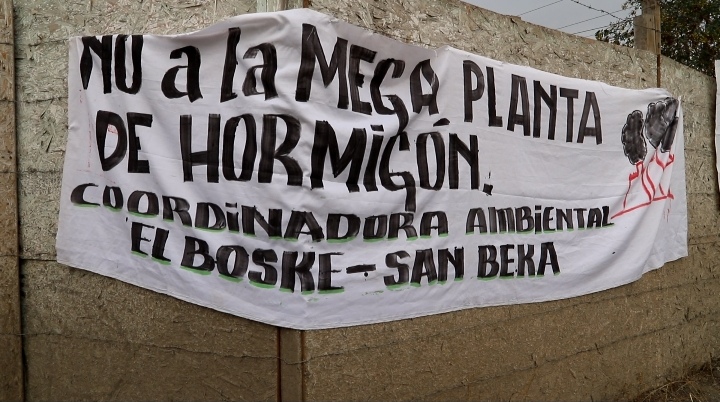 NO a la MEGA PLANTA
DE HORMIGÓN.
COORDINADORA AMBIENTAL
EL BOSKE - SAN BEKA